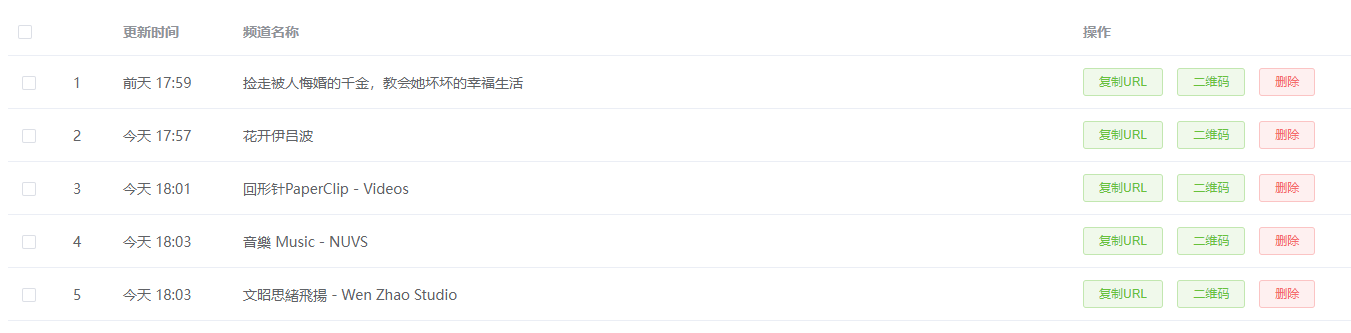 更新时间 频道名称 操作
1 前天 17:59 捡走被人悔婚的千金，教会她坏坏的幸福生活 复制URL 二维码 删除
2 今天 17:57 花开伊吕波 复制URL 二维码 删除
3 今天 18:01 回形针PaperClip - Videos 复制URL 二维码 删除
4 今天 18:03 音樂 Music - NUVS 复制URL 二维码 删除
5 今天 18:03 文昭思緒飛揚 - Wen Zhao Studio 复制URL 二维码 删除